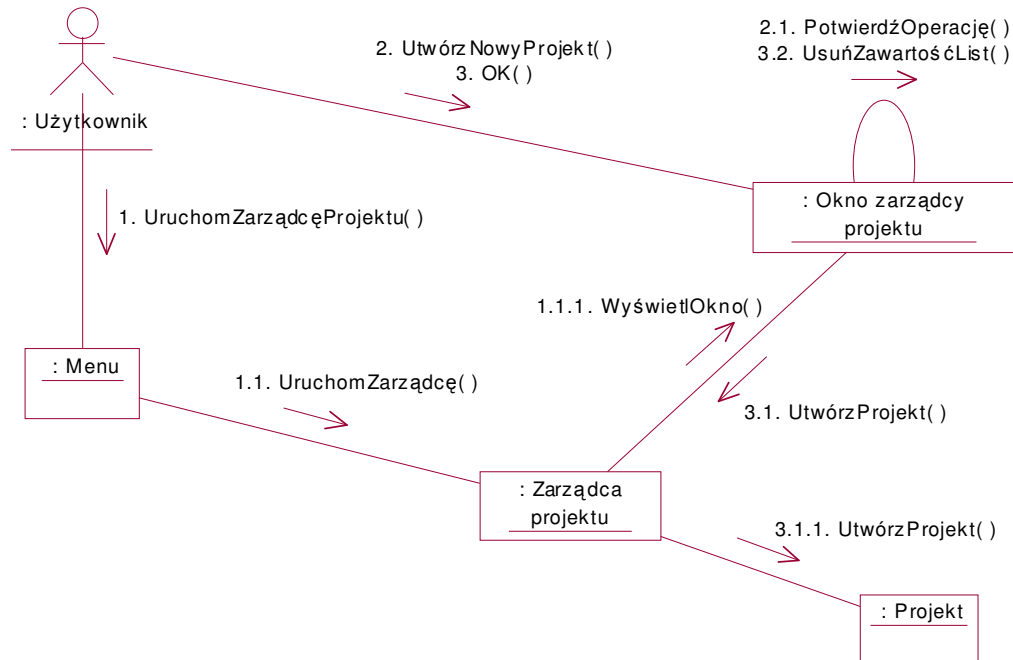 2.1. PotwierdźOperację( )
3.2. UsuńZawartośćList( )
2. UtwórzNowyProjekt( )
3. OK( )
: Użytkownik
: Okno zarządcy
projektu
1. UruchomZarządcęProjektu( )
1.1.1. WyświetlOkno( )
: Menu
1.1. UruchomZarządcę( )
3.1. UtwórzProjekt( )
: Zarządca
projektu
3.1.1. UtwórzProjekt( )
: Projekt